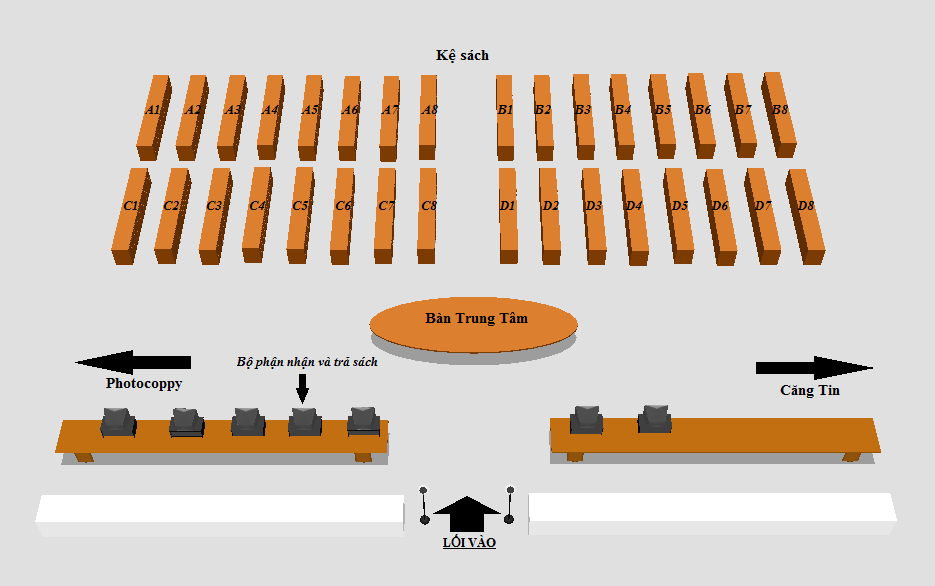 Kệ sách
A1 A2 A3 A4 A5 A6 A7 A8 B1 B2 B3 B4 B5 B6 B7 B8
C1 C2 C3 C4 C5 C6 C7 C8 D1 D2 D3 D4 D5 D6 D7 D8
Bàn Trung Tâm
Bộ phận nhận và trả sách
Photocoppy
Căng Tin
LỐI VÀO